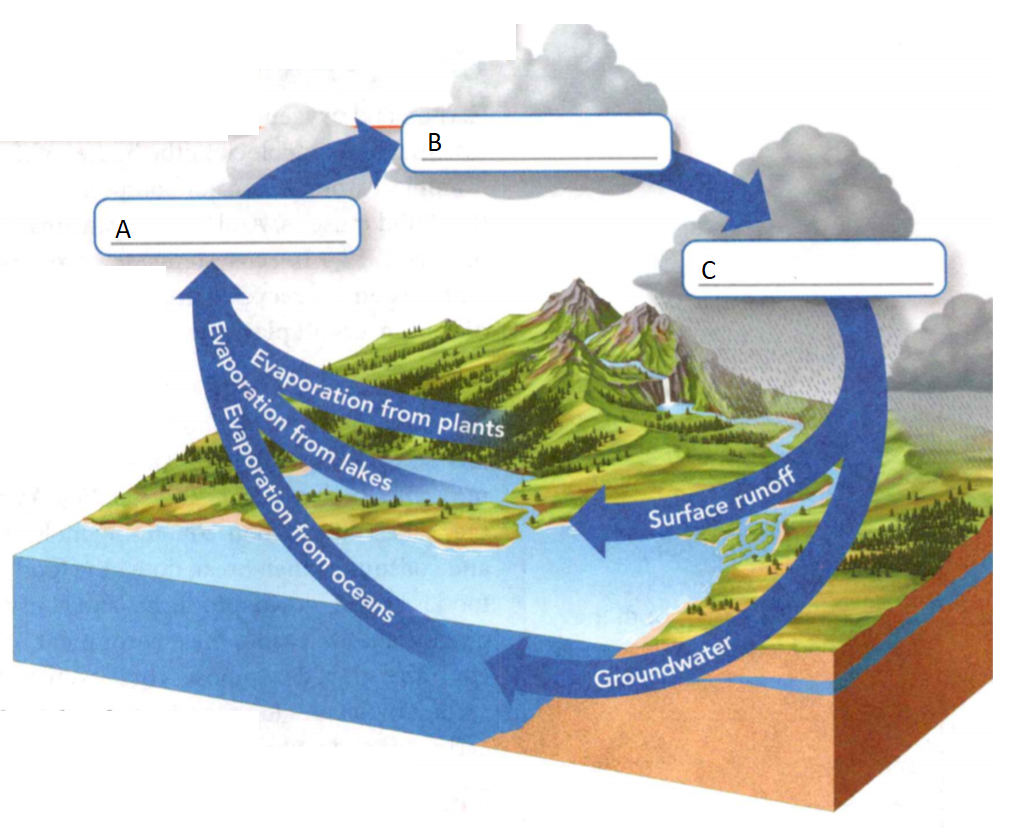 B
A
C
Evaporation from plants
Evaporation from lakes
Evaporation from oceans
Surface runoff
Groundwater